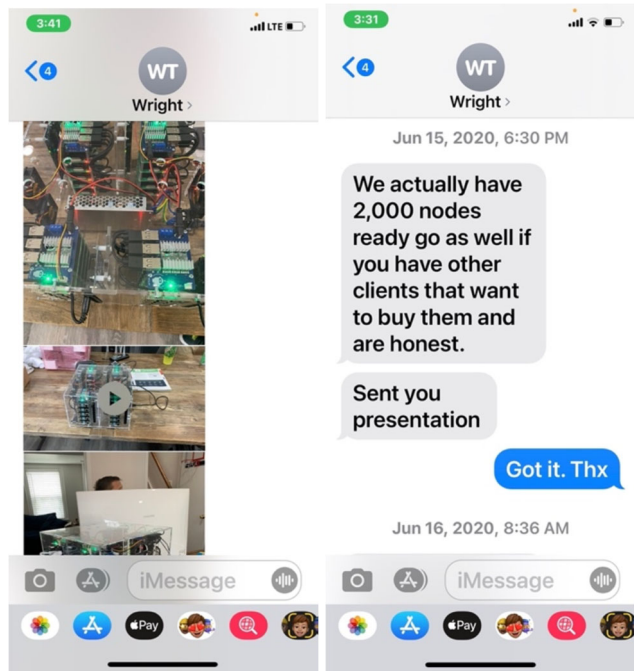 3:41
LTE
4
WT
Wright
iMessage
Pay
3:31
4
WT
Wright
Jun 15, 2020, 6:30 PM
We actually have
2,000 nodes
ready go as well if
you have other
clients that want
to buy them and
are honest.
Sent you
presentation
Got it. Thx
Jun 16, 2020, 8:36 AM
iMessage
Pay